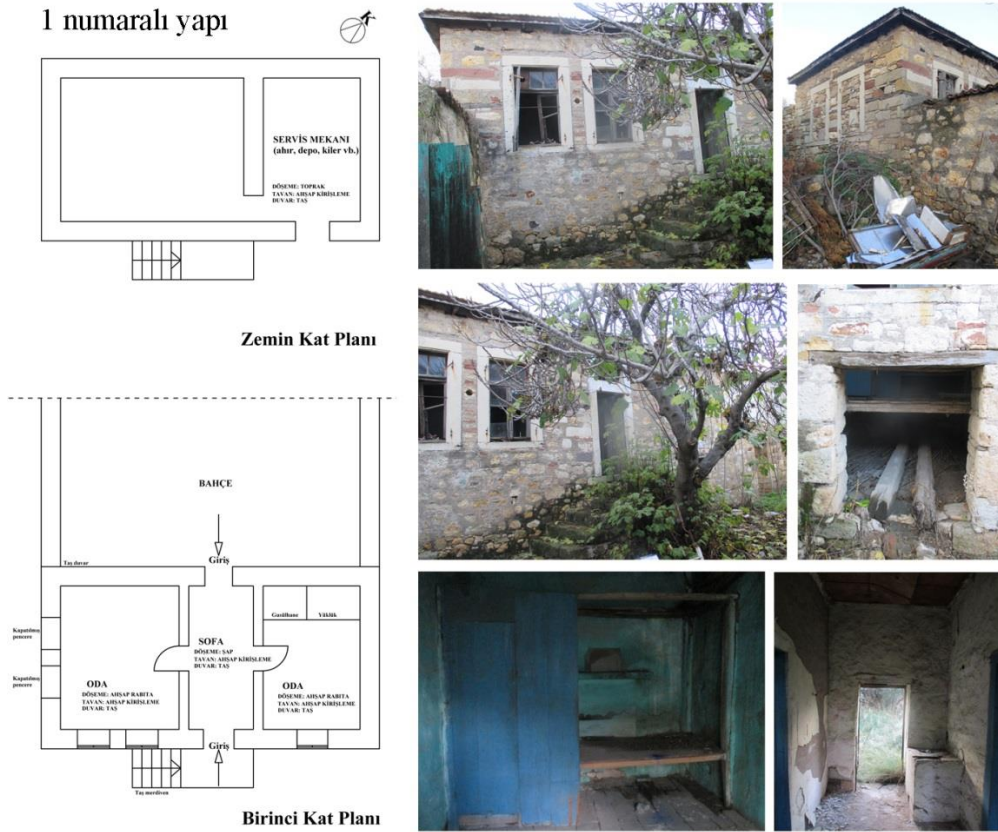 1 numaralı yapı
K
SERVİS MEKANI
(ahır, depo, kiler vb.)
DÖŞEME: TOPRAK
TAVAN: AHŞAP KİRİŞLEME
DUVAR: TAŞ
Zemin Kat Planı
BAHÇE
Giriş
Taş duvar
Gusülhane
Yüklük
Kapatılmış
pencere
SOFA
DÖŞEME: ŞAP
TAVAN: AHŞAP KİRİŞLEME
DUVAR: TAŞ
Kapatılmış
pencere
ODA
DÖŞEME: AHŞAP RABITA
TAVAN: AHŞAP KİRİŞLEME
DUVAR: TAŞ
ODA
DÖŞEME: AHŞAP RABITA
TAVAN: AHŞAP KİRİŞLEME
DUVAR: TAŞ
Giriş
Taş merdiven
Birinci Kat Planı